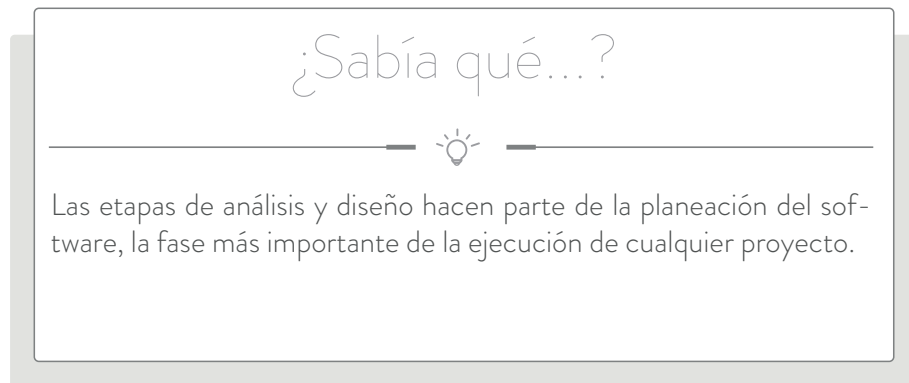 ¿Sabía qué...?
Las etapas de análisis y diseño hacen parte de la planeación del sof-
tware, la fase más importante de la ejecución de cualquier proyecto.